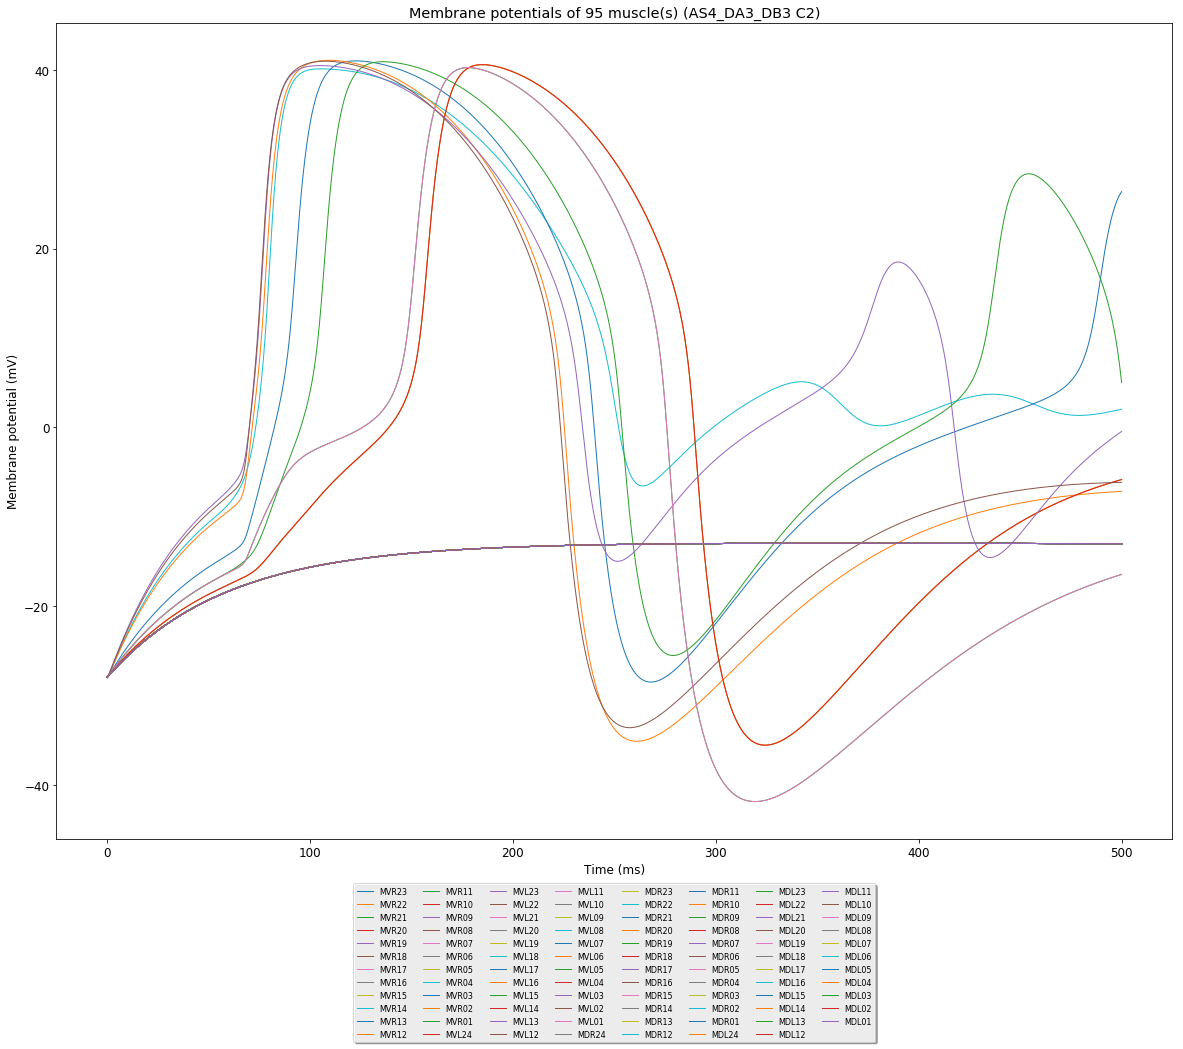 Membrane potentials of 95 muscle(s) (AS4_DA3_DB3 C2)
40
20
0
−20
−40
Membrane potential (mV)
0 100 200 300 400 500
Time (ms)
MVR23 MVR11 MVL23 MVL11 MDR23 MDR11 MDL23 MDL11
MVR22 MVR10 MVL22 MVL10 MDR22 MDR10 MDL22 MDL10
MVR21 MVR09 MVL21 MVL09 MDR21 MDR09 MDL21 MDL09
MVR20 MVR08 MVL20 MVL08 MDR20 MDR08 MDL20 MDL08
MVR19 MVR07 MVL19 MVL07 MDR19 MDR07 MDL19 MDL07
MVR18 MVR06 MVL18 MVL06 MDR18 MDR06 MDL18 MDL06
MVR17 MVR05 MVL17 MVL05 MDR17 MDR05 MDL17 MDL05
MVR16 MVR04 MVL16 MVL04 MDR16 MDR04 MDL16 MDL04
MVR15 MVR03 MVL15 MVL03 MDR15 MDR03 MDL15 MDL03
MVR14 MVR02 MVL14 MVL02 MDR14 MDR02 MDL14 MDL02
MVR13 MVR01 MVL13 MVL01 MDR13 MDR01 MDL13 MDL01
MVR12 MVL24 MVL12 MDR24 MDR12 MDL24 MDL12